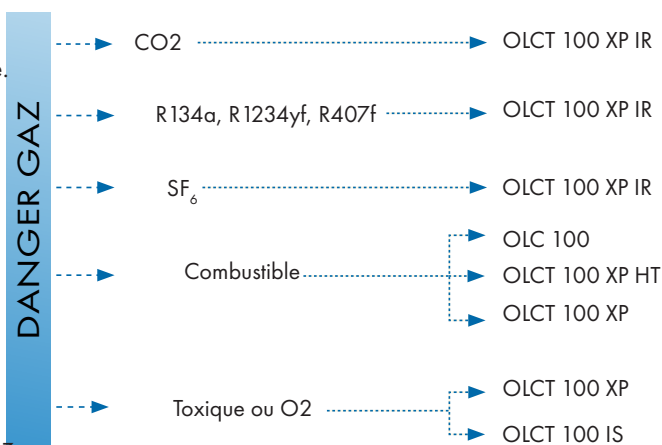 DANGER GAZ
CO2
OLCT 100 XP IR
R134a, R1234yf, R407f
OLCT 100 XP IR
SF₆
OLCT 100 XP IR
Combustible
OLC 100
OLCT 100 XP HT
OLCT 100 XP
Toxique ou O2
OLCT 100 XP
OLCT 100 IS